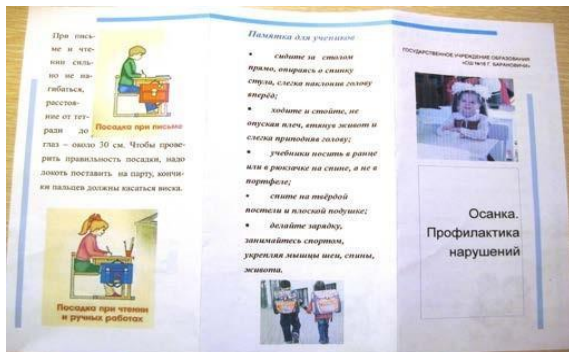 При пись-
ме и чте-
нии силь-
но не на-
гибаться,
расстоя-
ние от тет-
ради до
глаз – около 30 см. Чтобы прове-
рить правильность посадки, надо
локоть поставить на парту, кончи-
ки пальцев должны касаться виска.
Посадка при письме
Посадка при чтении
и ручных работах
Памятка для учеников
• сидите за столом
прямо, опираясь о спинку
стула, слегка наклонив голову
вперёд;
• ходите и стойте, не
опуская плеч, втянув живот и
слегка приподняв голову;
• учебники носить в ранце
или в рюкзачке на спине, а не в
портфеле;
• спите на твёрдой
постели и плоской подушке;
• делайте зарядку,
занимайтесь спортом,
укрепляя мышцы шеи, спины,
живота.
ГОСУДАРСТВЕННОЕ УЧРЕЖДЕНИЕ ОБРАЗОВАНИЯ
«СШ №18 Г. БАРАНОВИЧИ»
Осанка.
Профилактика
нарушений